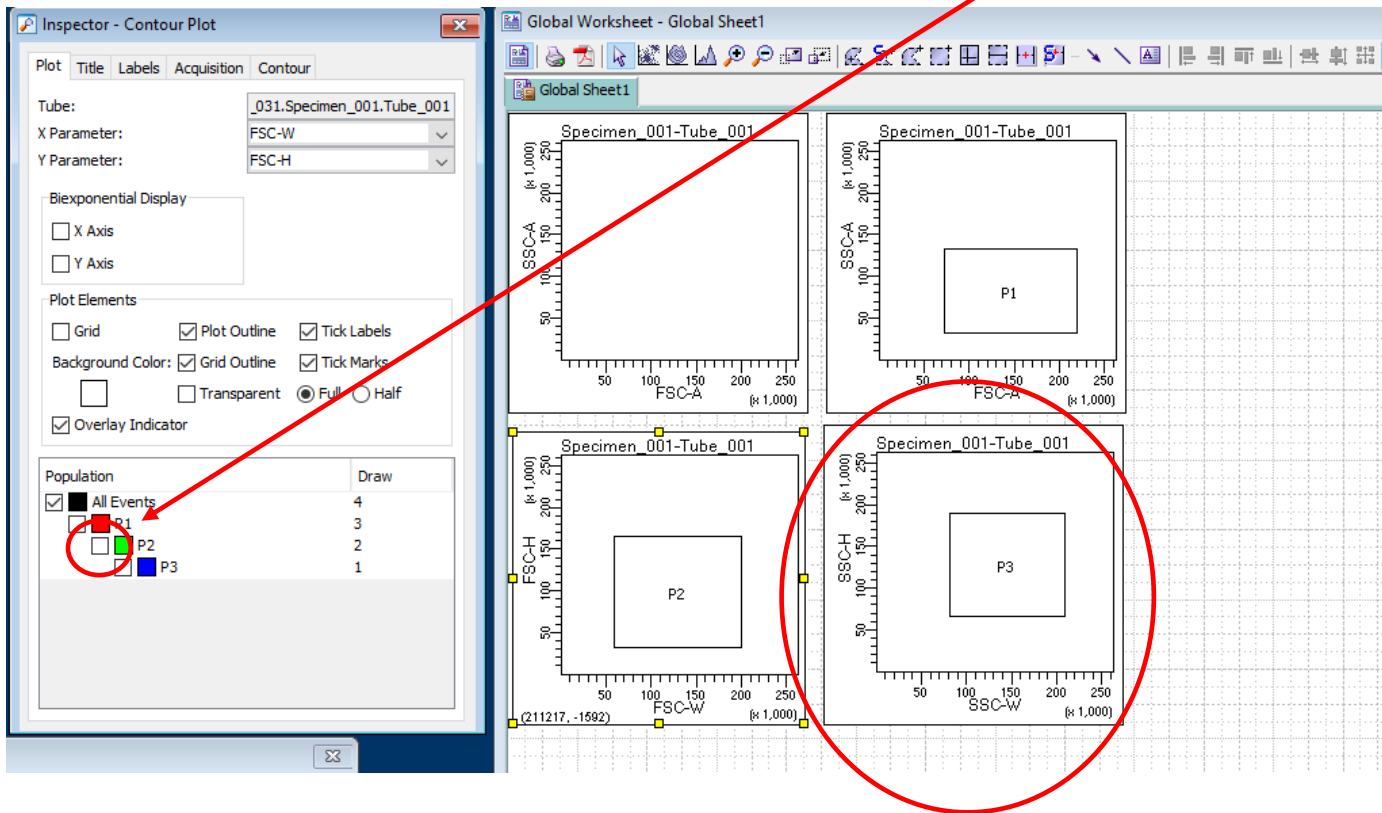 Inspector - Contour Plot
Plot Title Labels Acquisition Contour
Tube: _031.Specimen_001.Tube_001
X Parameter: FSC-W
Y Parameter: FSC-H
Biexponential Display
X Axis
Y Axis
Plot Elements
Grid Plot Outline Tick Labels
Background Color: Grid Outline Tick Marks
Transparent Full Half
Overlay Indicator
Population Draw
All Events 4
P1 3
P2 2
P3 1
Global Worksheet - Global Sheet1
Global Sheet1
Specimen_001-Tube_001
(x 1,000)
250
200
150
100
50
SSC-A
50 100 150 200 250
FSC-A
(x 1,000)
Specimen_001-Tube_001
(x 1,000)
250
200
150
100
50
SSC-A
P1
50 100 150 200 250
FSC-A
(x 1,000)
Specimen_001-Tube_001
(x 1,000)
250
200
150
100
50
FSC-H
P2
50 100 150 200 250
FSC-W
(211217, -1592) (x 1,000)
Specimen_001-Tube_001
(x 1,000)
250
200
150
100
50
SSC-H
P3
50 100 150 200 250
SSC-W
(x 1,000)